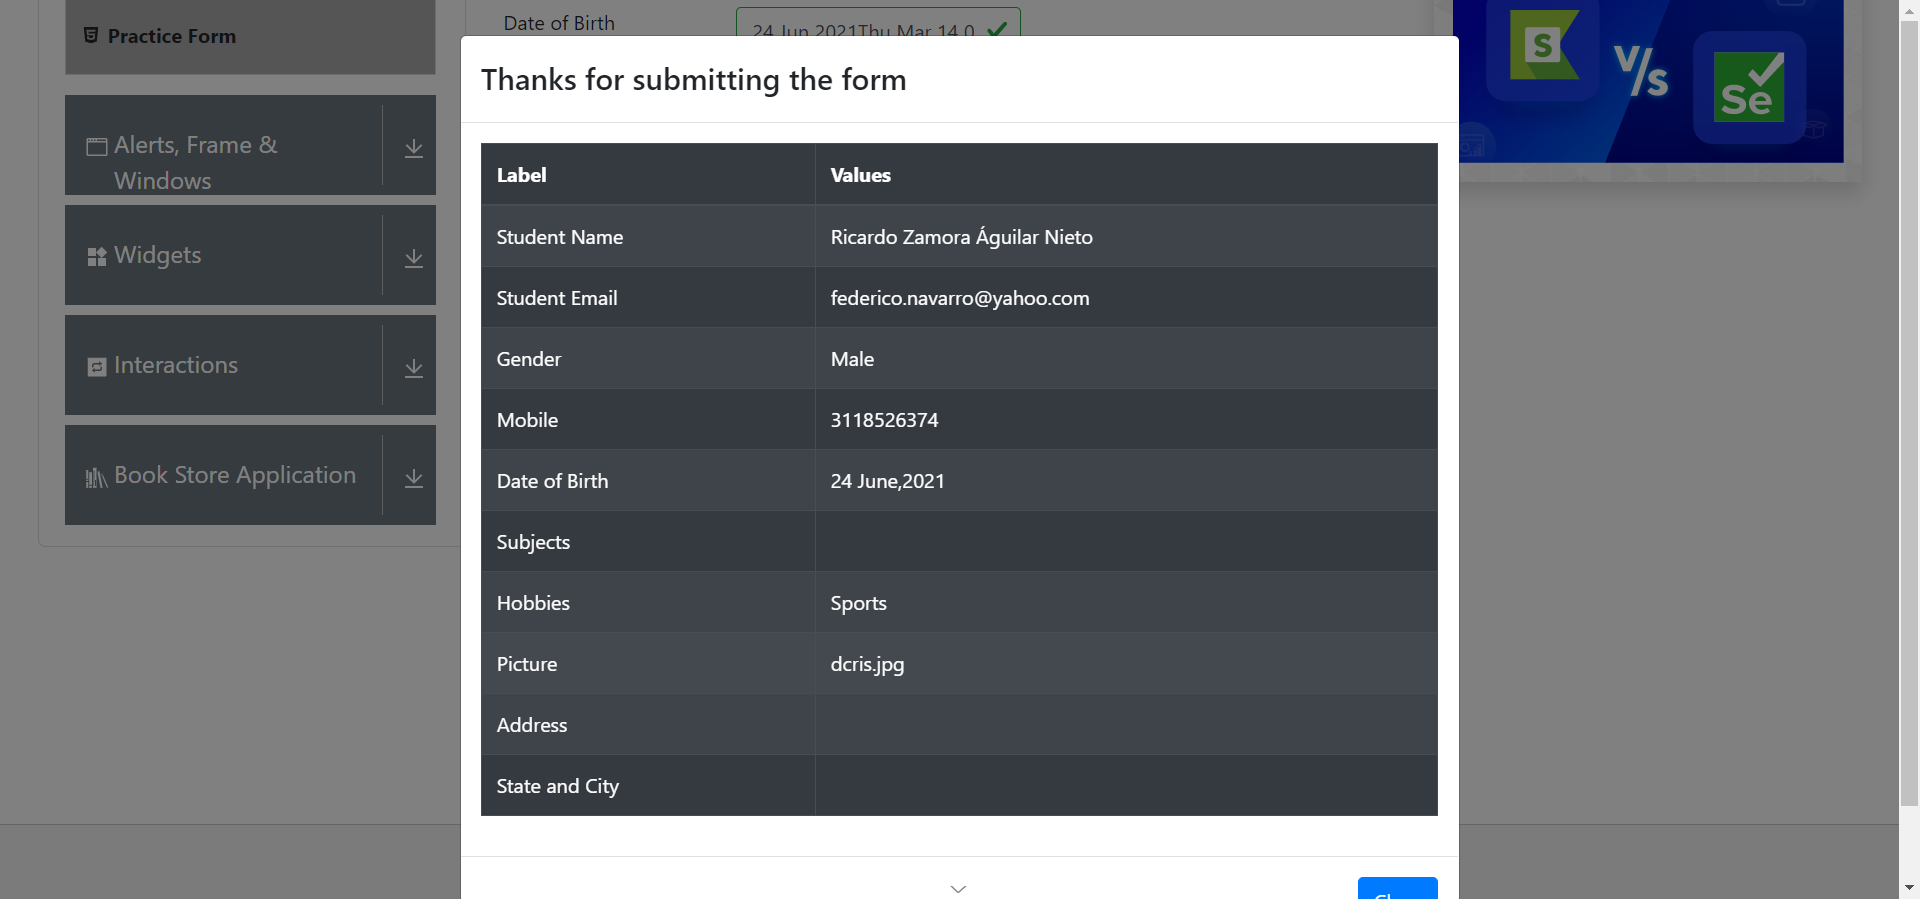 Practice Form
Alerts, Frame &
Windows
Widgets
Interactions
Book Store Application
Date of Birth
24 Jun 2021Thu Mar 14 0
Thanks for submitting the form
Label Values
Student Name Ricardo Zamora Águilar Nieto
Student Email federico.navarro@yahoo.com
Gender Male
Mobile 3118526374
Date of Birth 24 June,2021
Subjects
Hobbies Sports
Picture dcris.jpg
Address
State and City
S V/s Se